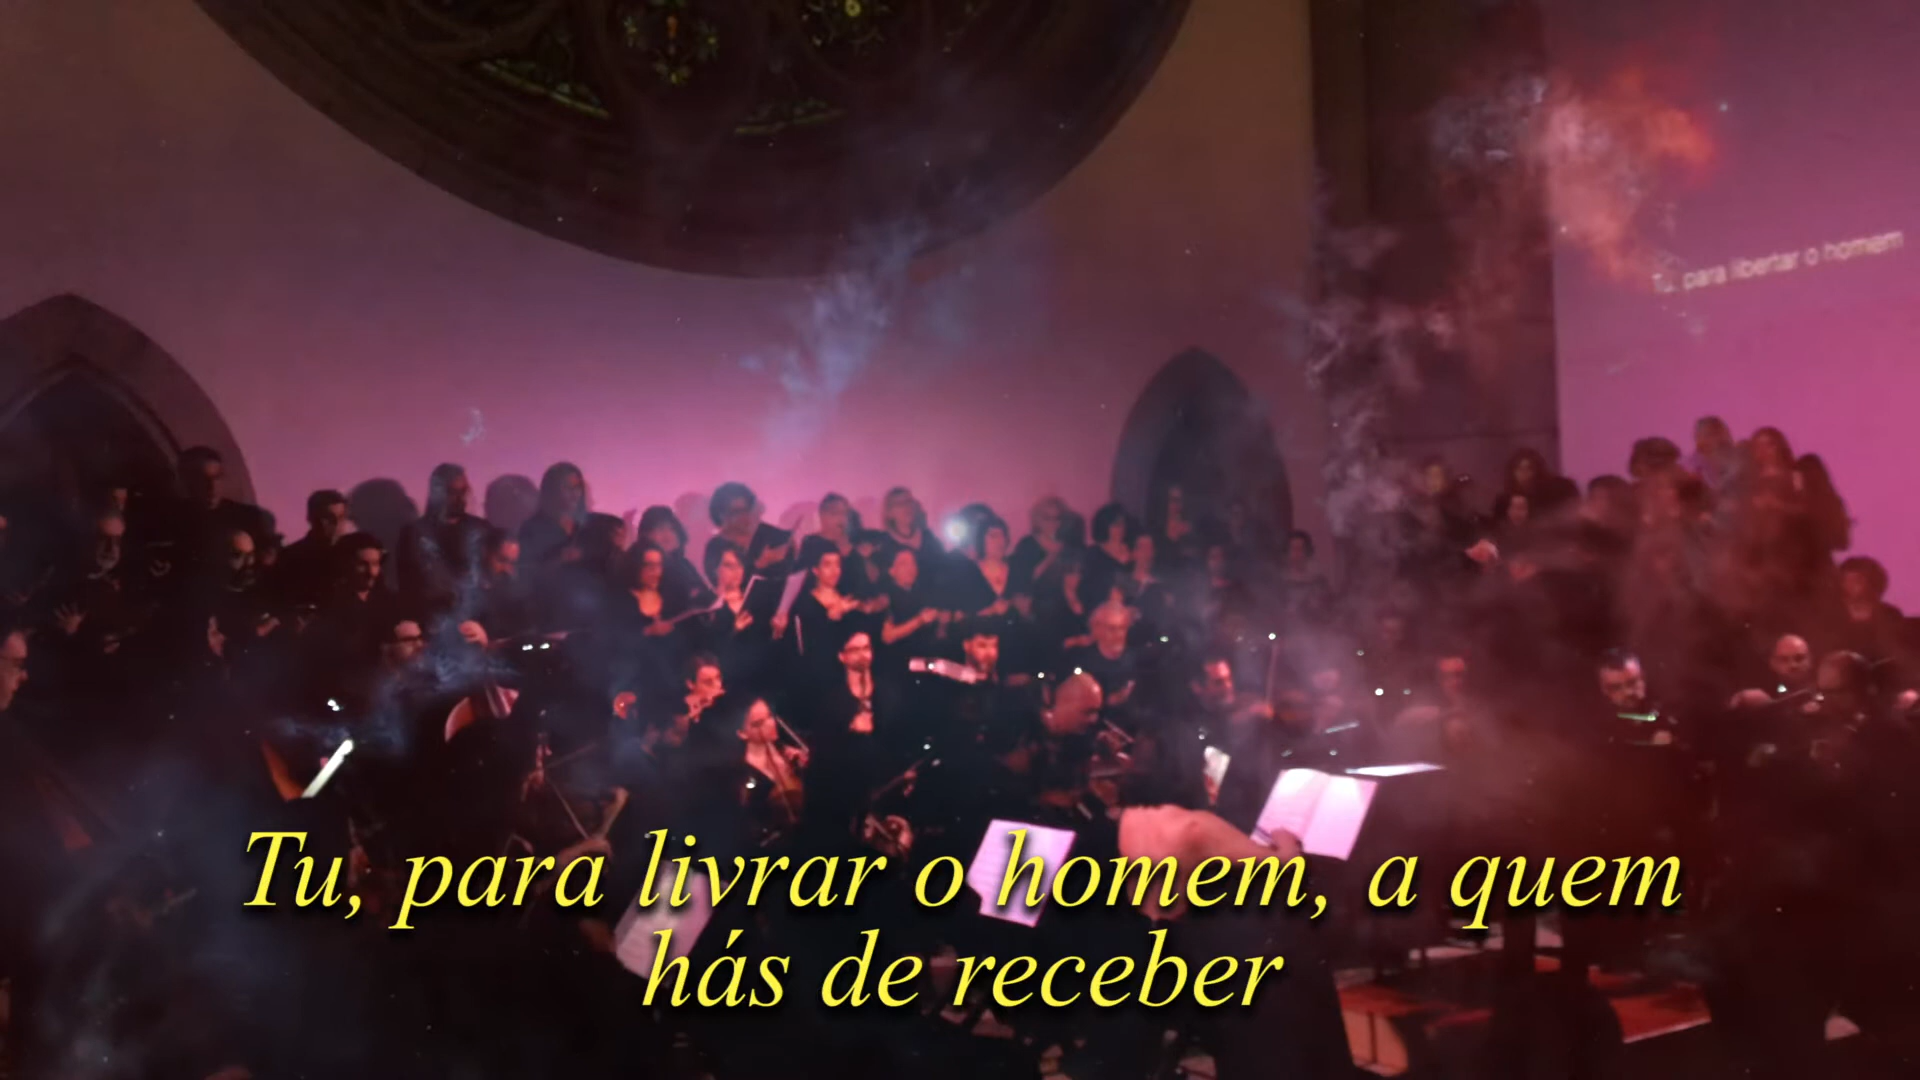 Tu, para libertar o homem
Tu, para livrar o homem, a quem
hás de receber